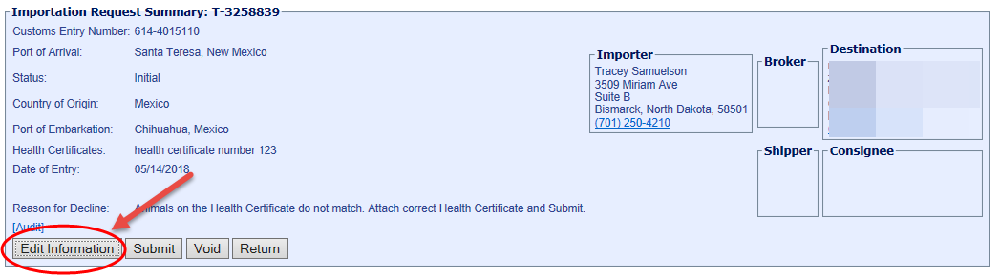 Importation Request Summary: T-3258839
Customs Entry Number: 614-4015110
Port of Arrival: Santa Teresa, New Mexico
Status: Initial
Country of Origin: Mexico
Port of Embarkation: Chihuahua, Mexico
Health Certificates: health certificate number 123
Date of Entry: 05/14/2018
Reason for Decline: Animals on the Health Certificate do not match. Attach correct Health Certificate and Submit.
[Audit]
Edit Information Submit Void Return
Importer
Tracey Samuelson
3509 Miriam Ave
Suite B
Bismarck, North Dakota, 58501
(701) 250-4210
Broker
Destination
Shipper
Consignee